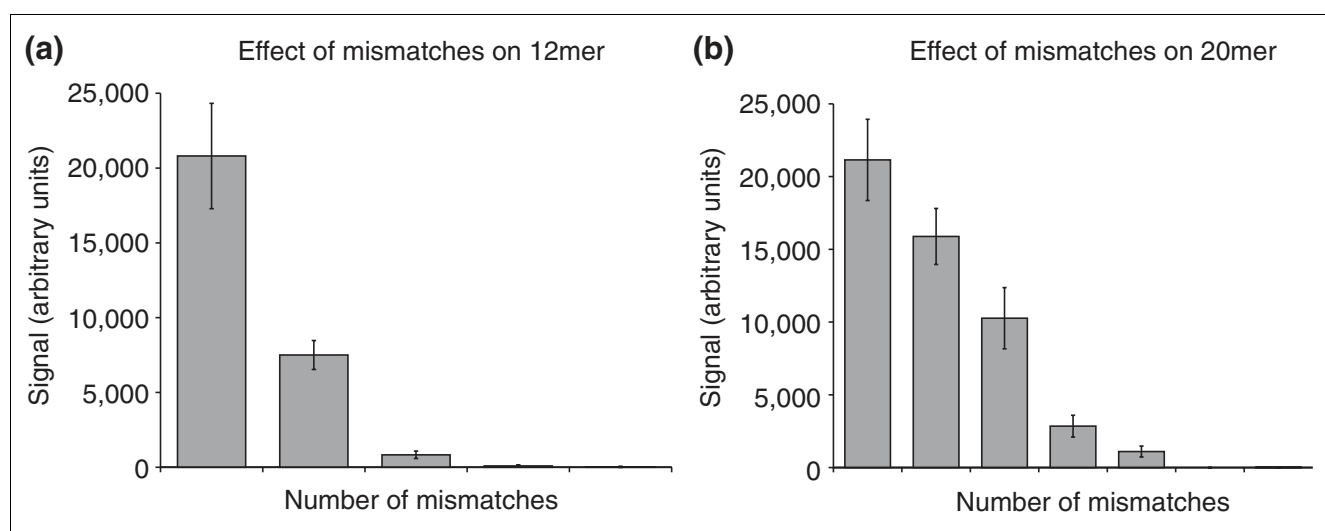 (a)
Effect of mismatches on 12mer
Signal (arbitrary units)
25,000
20,000
15,000
10,000
5,000
0
Number of mismatches
(b)
Effect of mismatches on 20mer
Signal (arbitrary units)
25,000
20,000
15,000
10,000
5,000
0
Number of mismatches